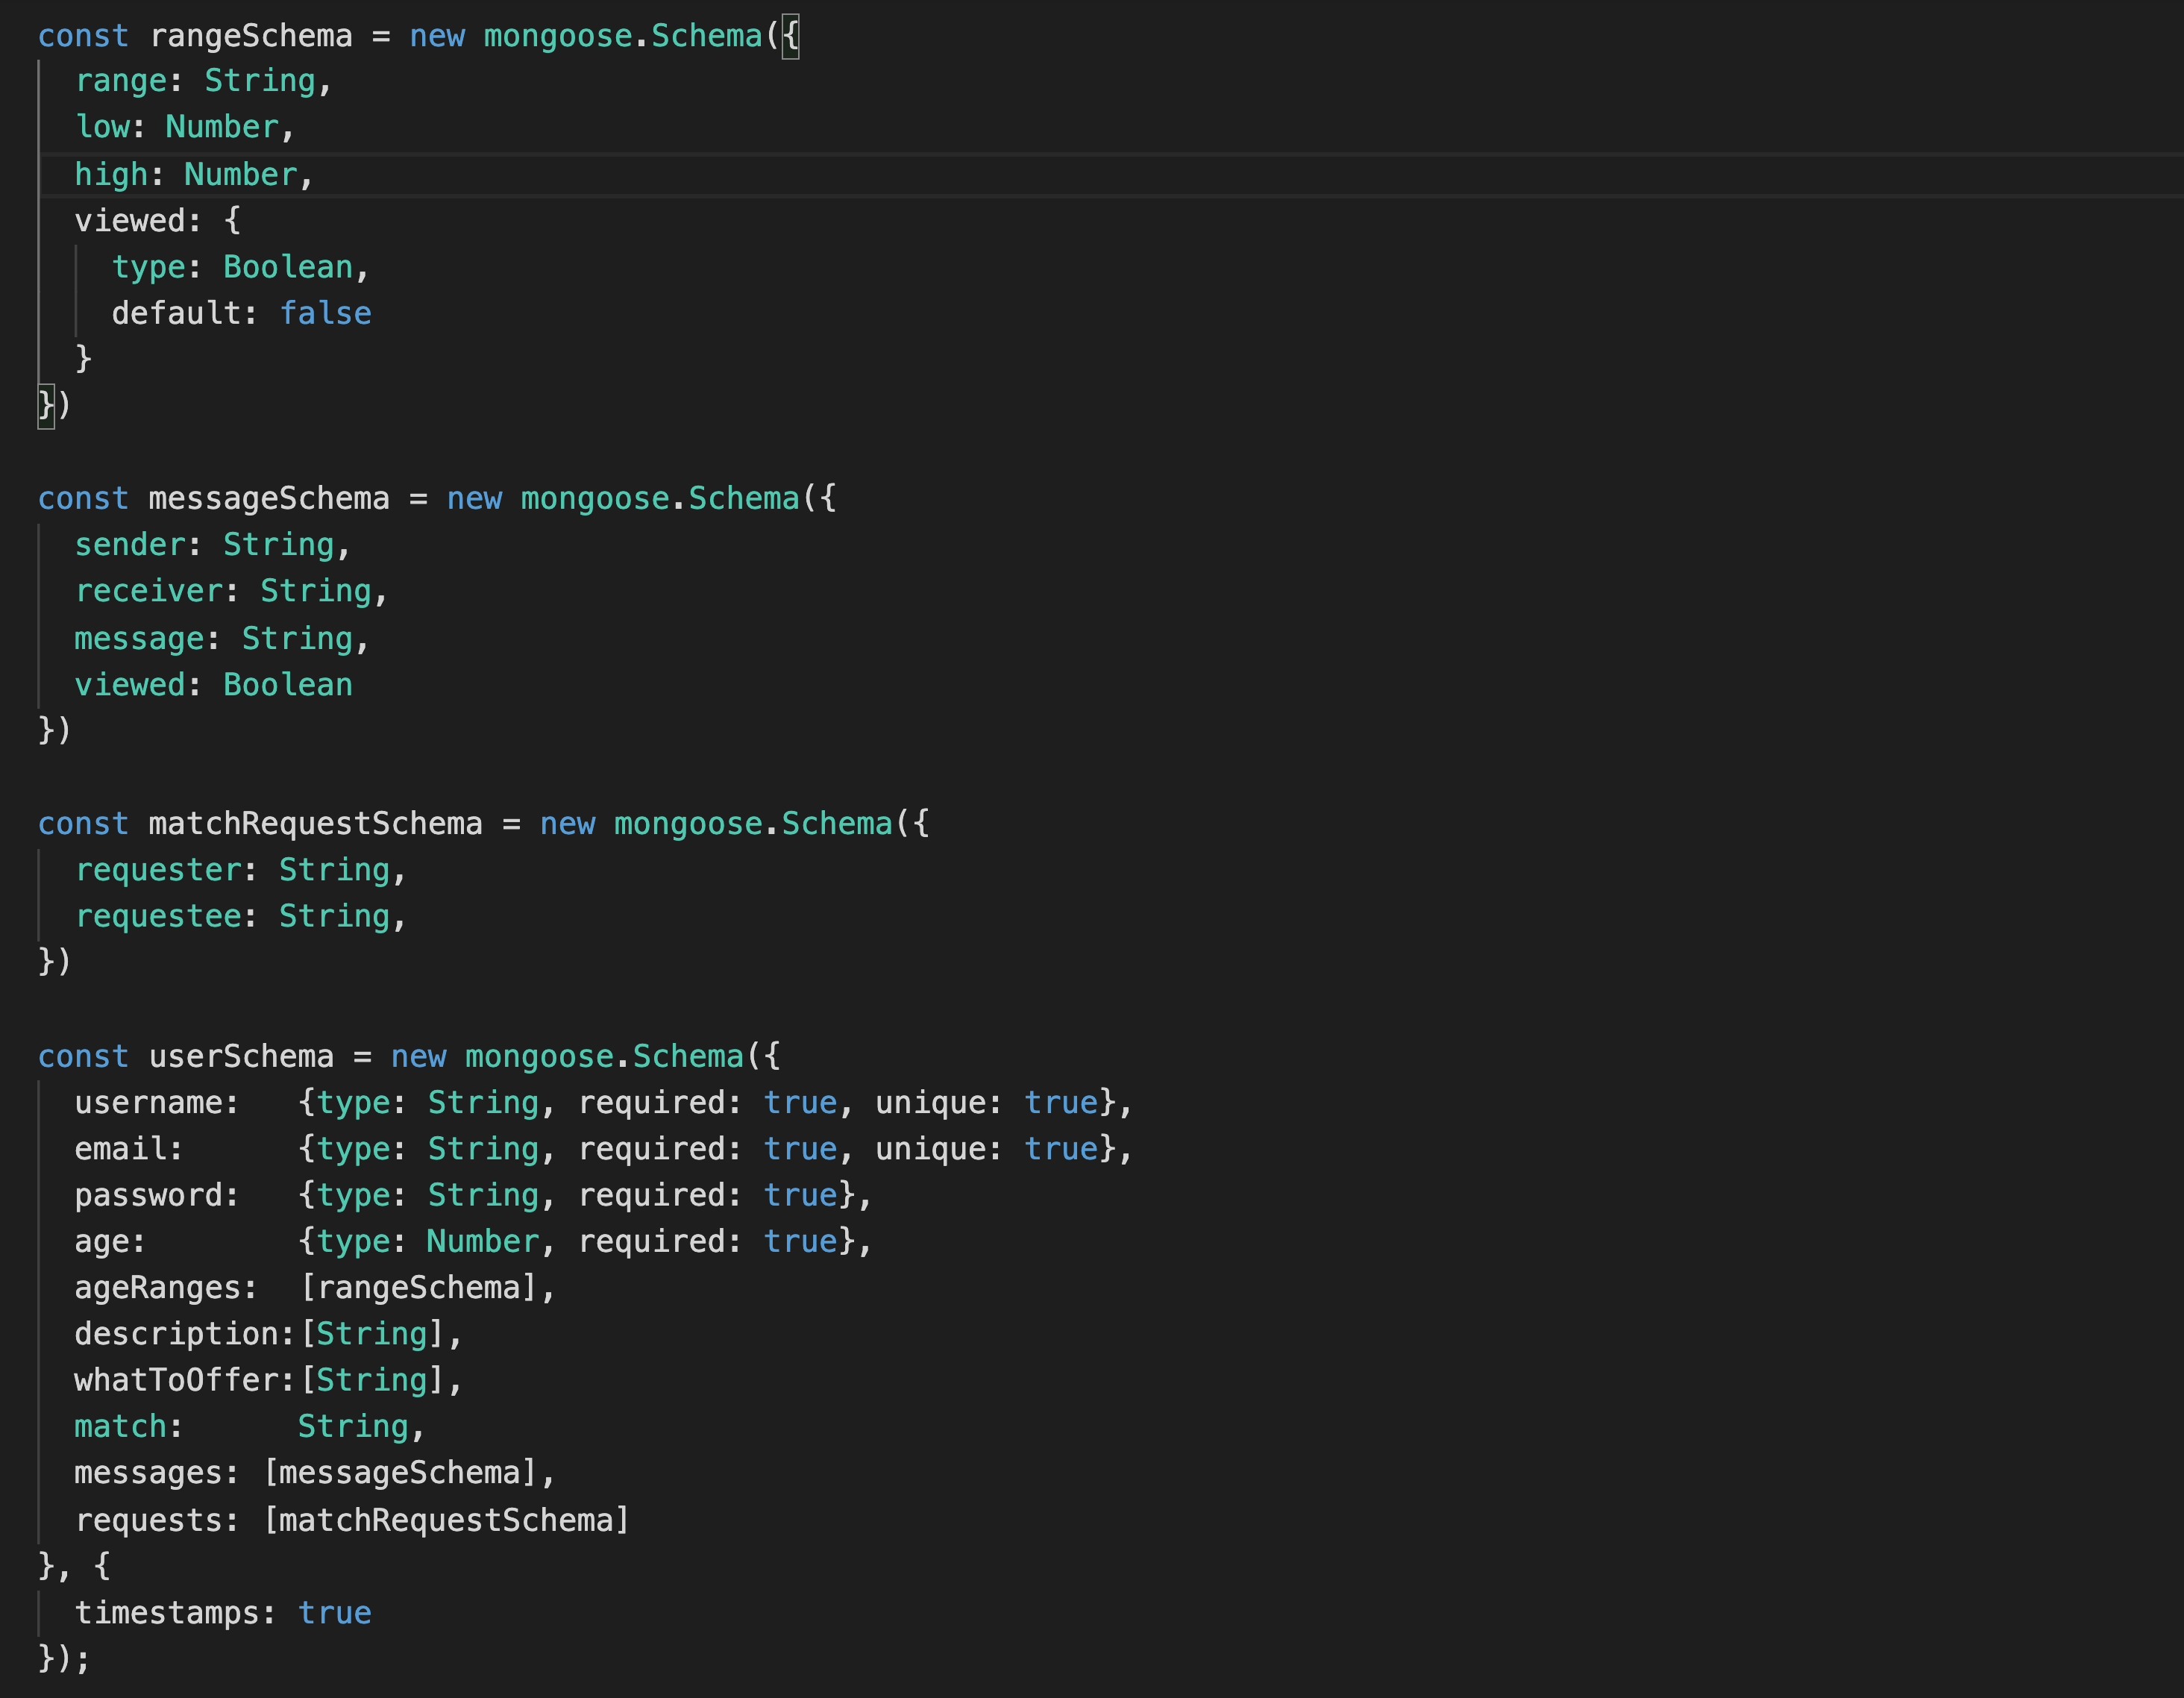 const rangeSchema = new mongoose.Schema({
  range: String,
  low: Number,
  high: Number,
  viewed: {
    type: Boolean,
    default: false
  }
})

const messageSchema = new mongoose.Schema({
  sender: String,
  receiver: String,
  message: String,
  viewed: Boolean
})

const matchRequestSchema = new mongoose.Schema({
  requester: String,
  requestee: String,
})

const userSchema = new mongoose.Schema({
  username:   {type: String, required: true, unique: true},
  email:      {type: String, required: true, unique: true},
  password:   {type: String, required: true},
  age:        {type: Number, required: true},
  ageRanges:  [rangeSchema],
  description:[String],
  whatToOffer:[String],
  match:      String,
  messages: [messageSchema],
  requests: [matchRequestSchema]
}, {
  timestamps: true
});